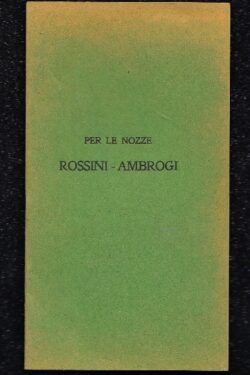 PER LE NOZZE
ROSSINI - AMBROGI